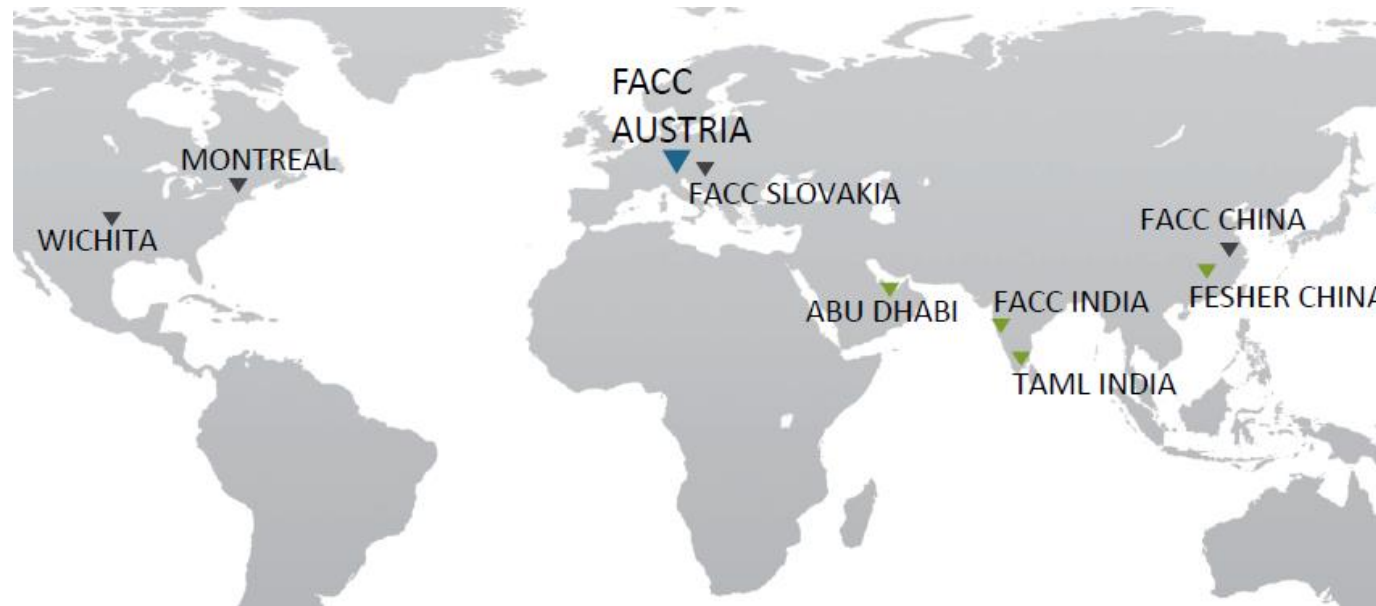 FACC
AUSTRIA
MONTREAL
FACC SLOVAKIA
WICHITA
FACC CHINA
FESHER CHINA
ABU DHABI
FACC INDIA
TAML INDIA